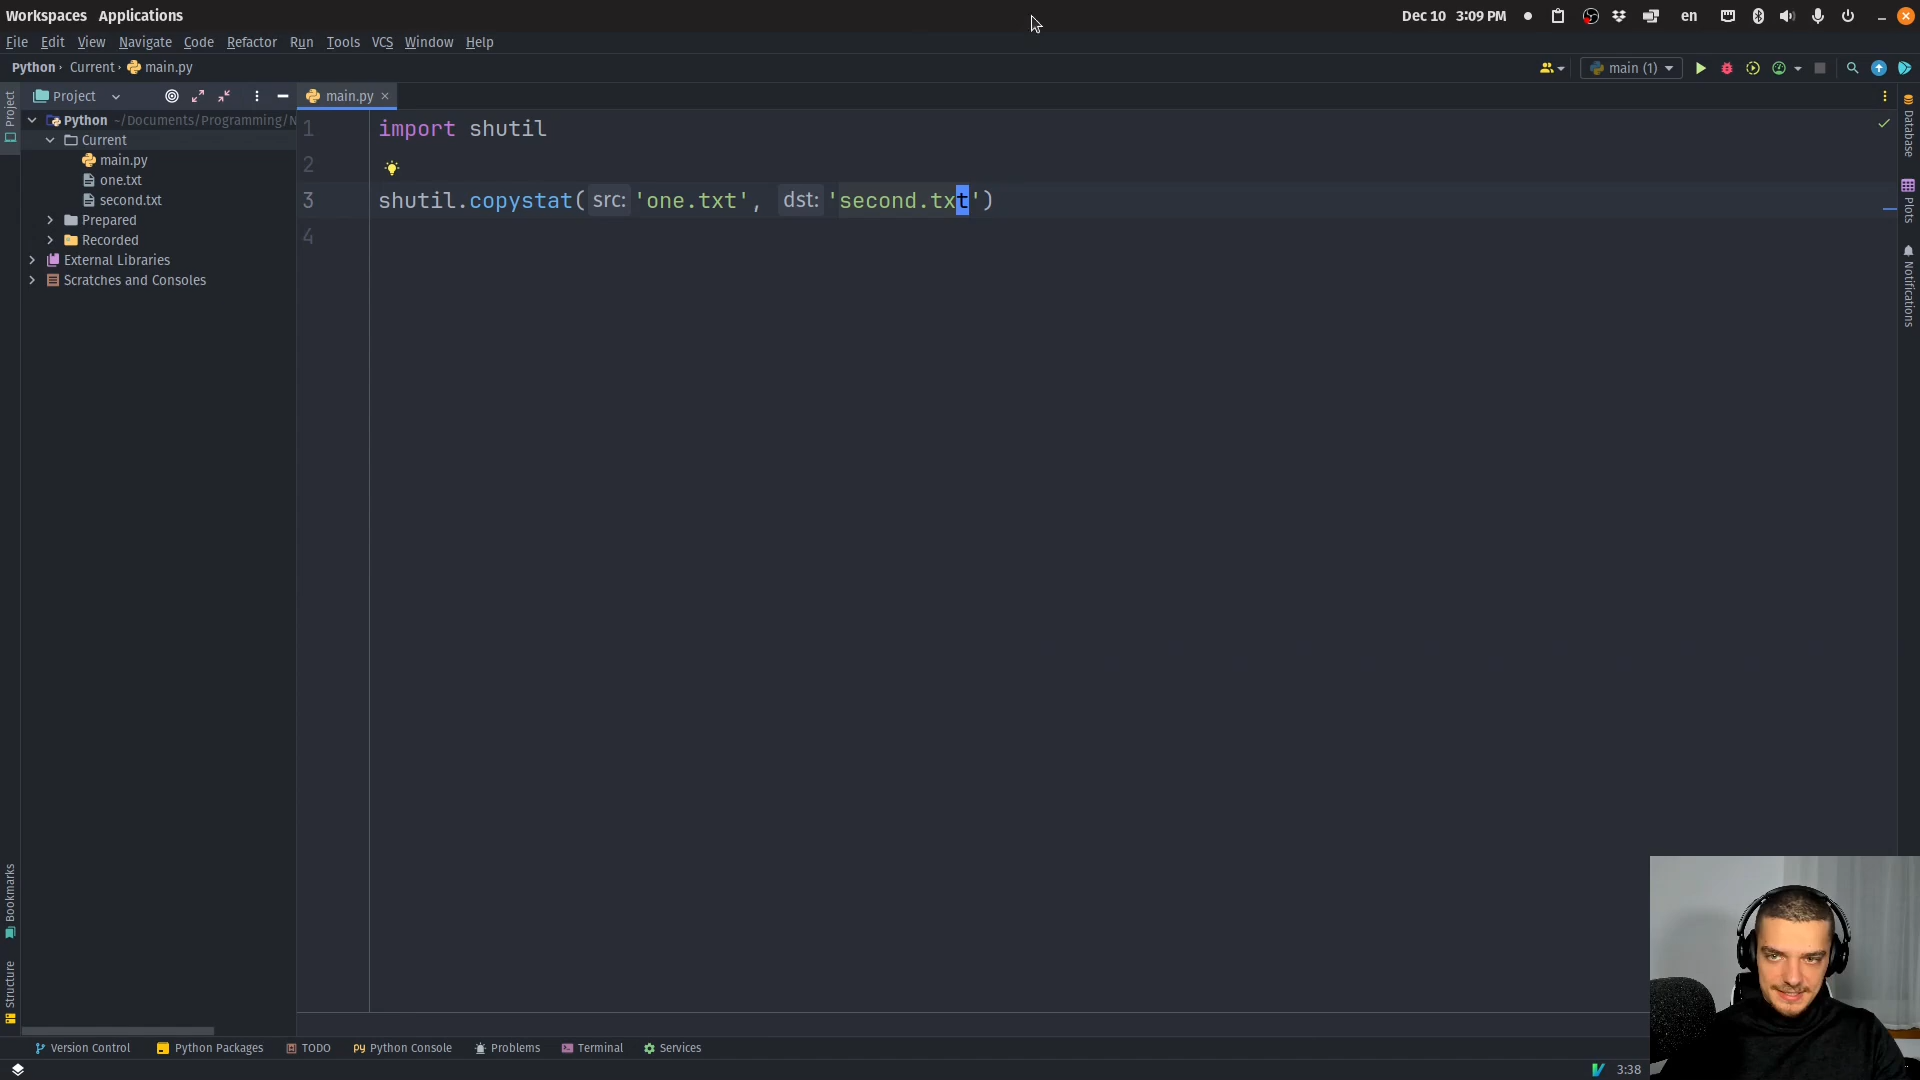 Workspaces Applications Dec 10 3:09 PM en
File Edit View Navigate Code Refactor Run Tools VCS Window Help
Python Current main.py main (1)
Project
main.py
Project
Python ~/Documents/Programming/N
Current
main.py
one.txt
second.txt
Prepared
Recorded
External Libraries
Scratches and Consoles
1 import shutil
2
3 shutil.copystat( src: 'one.txt', dst: 'second.txt')
4
Database
Plots
Notifications
Bookmarks
Structure
Version Control Python Packages TODO Python Console Problems Terminal Services
3:38